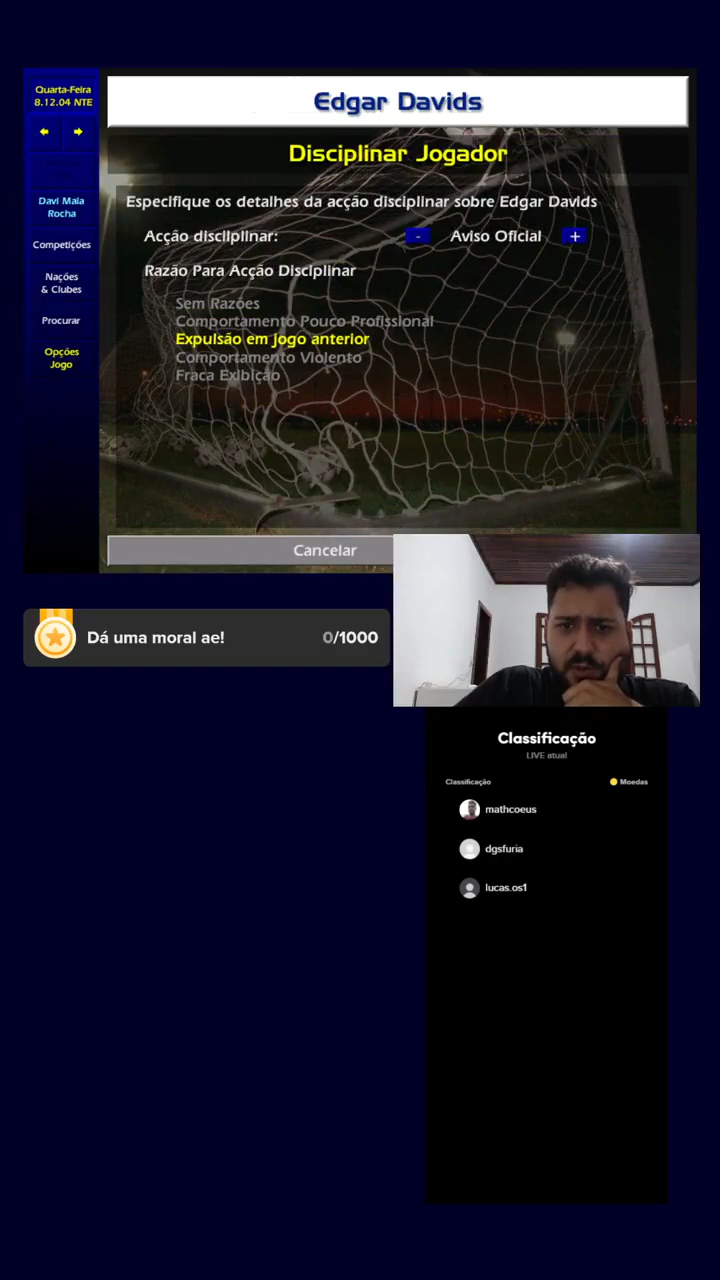 Quarta-Feira
8.12.04 NTE
Edgar Davids
Disciplinar Jogador
Davi Maia
Rocha
Competições
Nações
& Clubes
Procurar
Opções
Jogo
Especifique os detalhes da acção disciplinar sobre Edgar Davids
Acção discilplinar:
-
Aviso Oficial
+
Razão Para Acção Disciplinar
Sem Razões
Comportamento Pouco Profissional
Expulsão em jogo anterior
Comportamento Violento
Fraca Exibição
Cancelar
Dá uma moral ae!
0/1000
Classificação
LIVE atual
Classificação
Moedas
mathcoeus
dgsfuria
lucas.os1